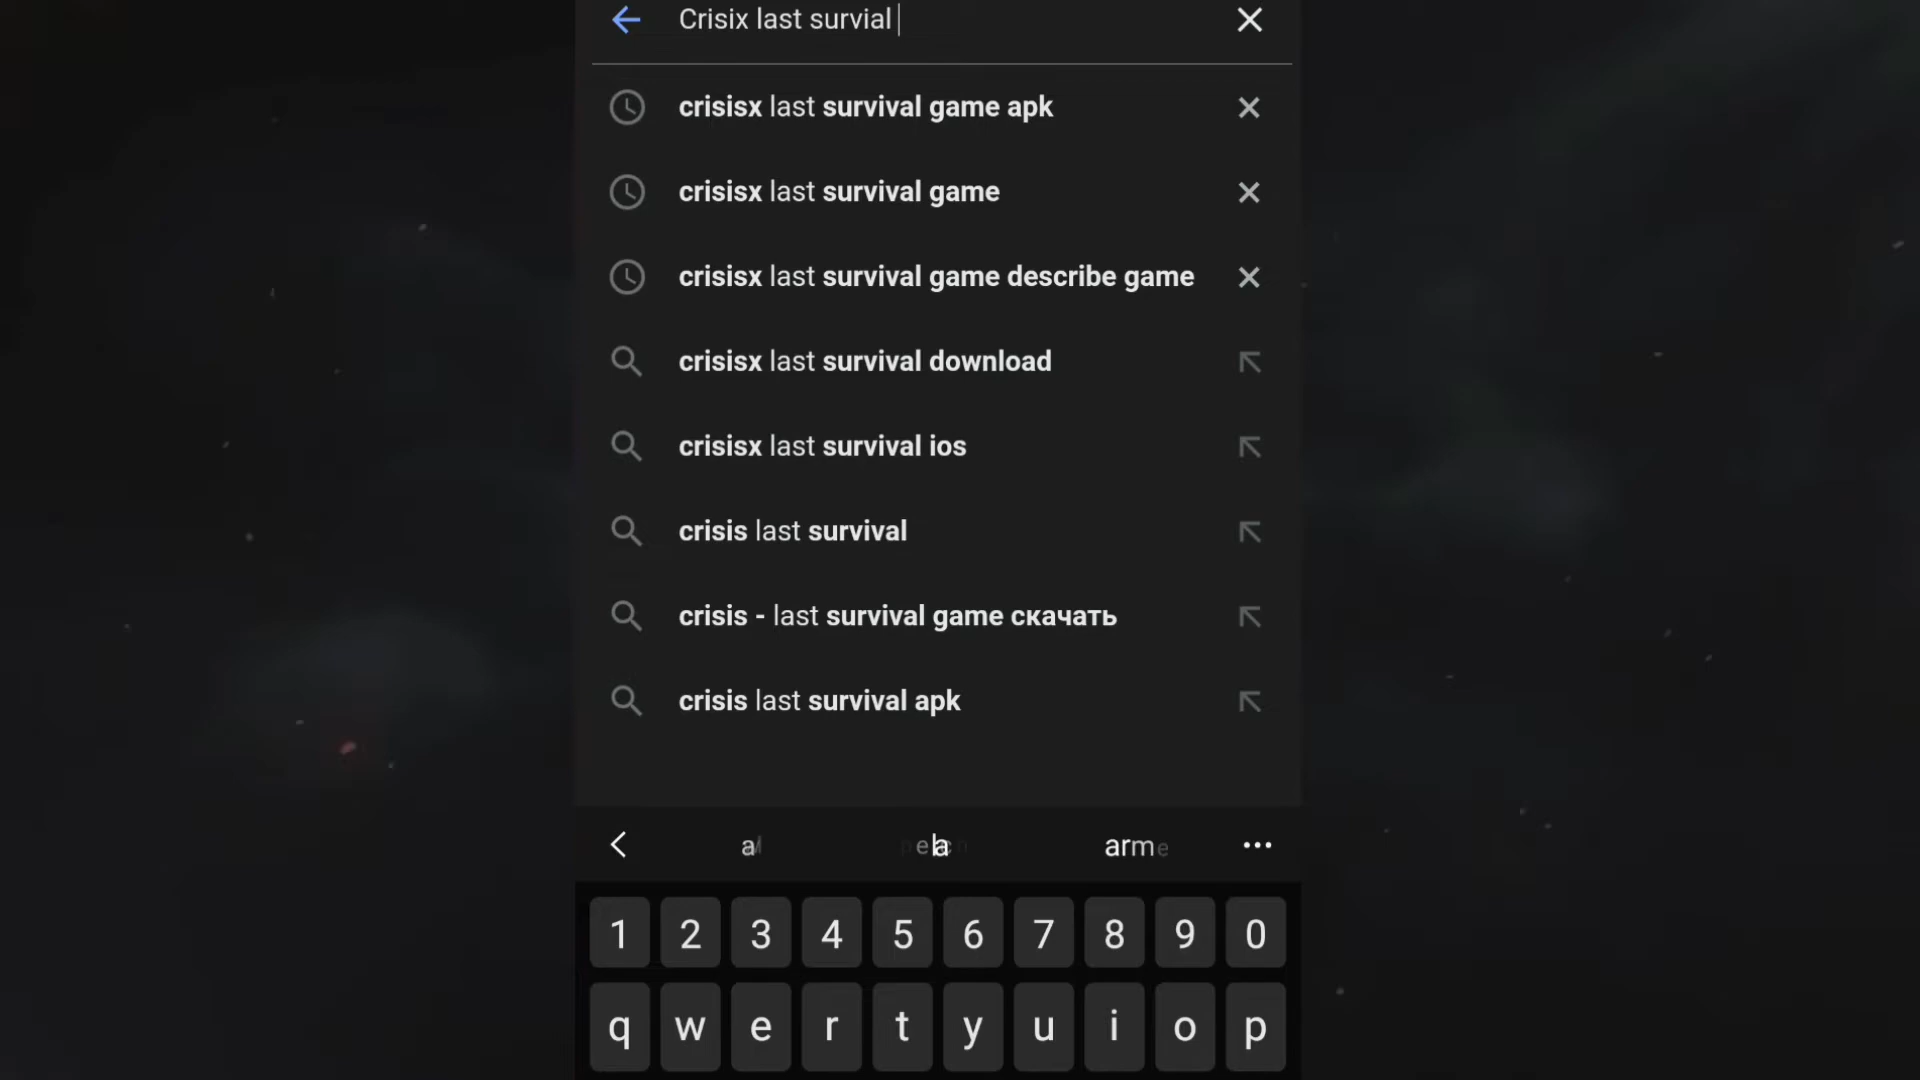 Crisix last survial
crisisx last survival game apk
crisisx last survival game
crisisx last survival game describe game
crisisx last survival download
crisisx last survival ios
crisis last survival
crisis - last survival game скачать
crisis last survival apk
1 2 3 4 5 6 7 8 9 0
q w e r t y u i o p